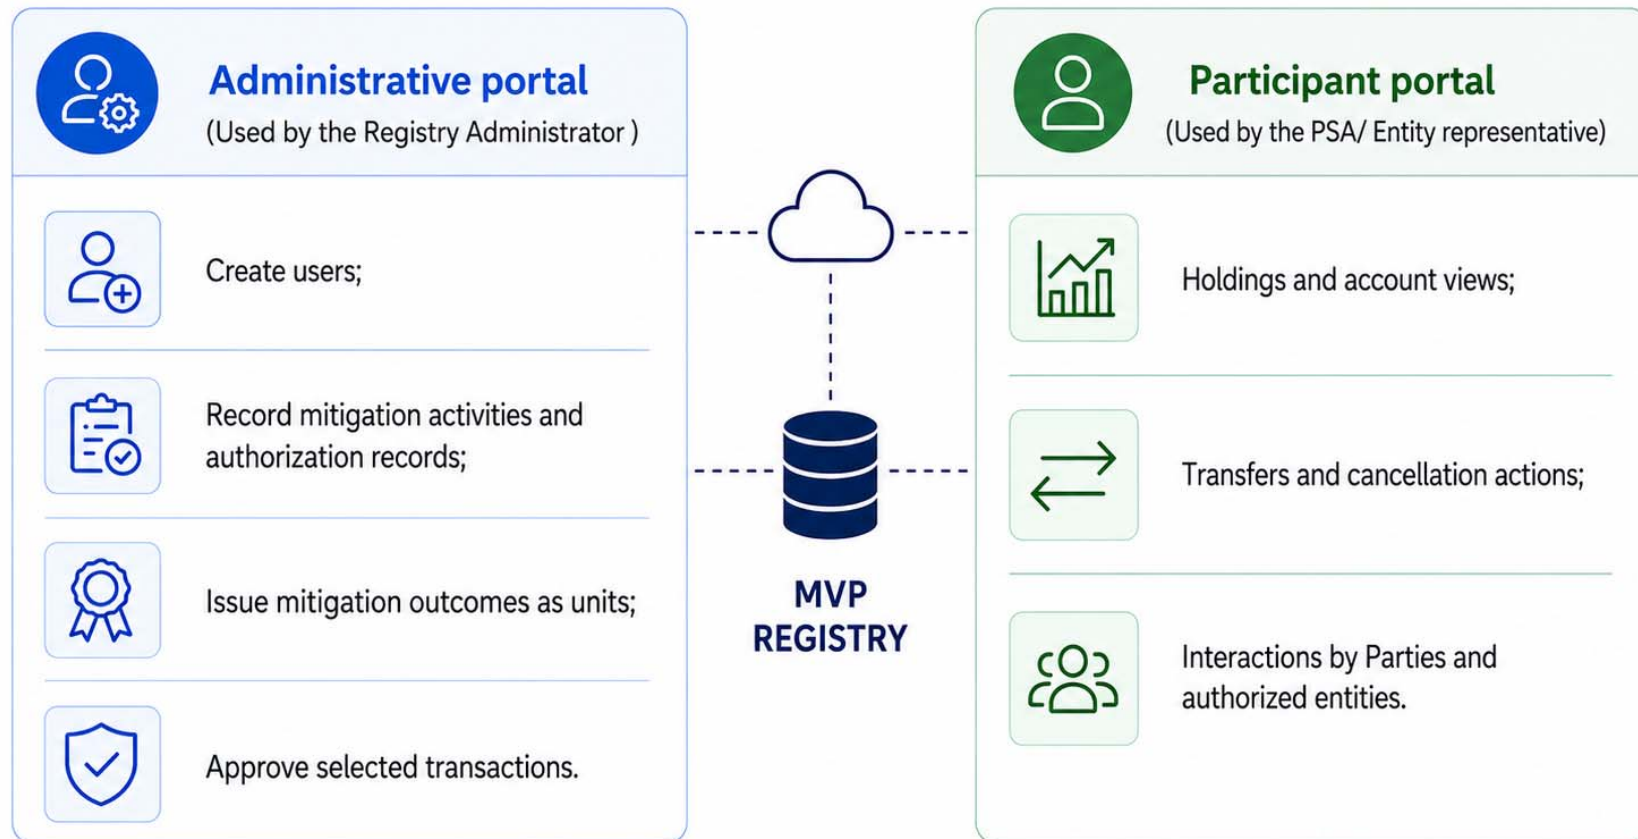 Administrative portal
(Used by the Registry Administrator )
Create users;
Record mitigation activities and
authorization records;
Issue mitigation outcomes as units;
Approve selected transactions.
MVP
REGISTRY
Participant portal
(Used by the PSA/ Entity representative)
Holdings and account views;
Transfers and cancellation actions;
Interactions by Parties and
authorized entities.